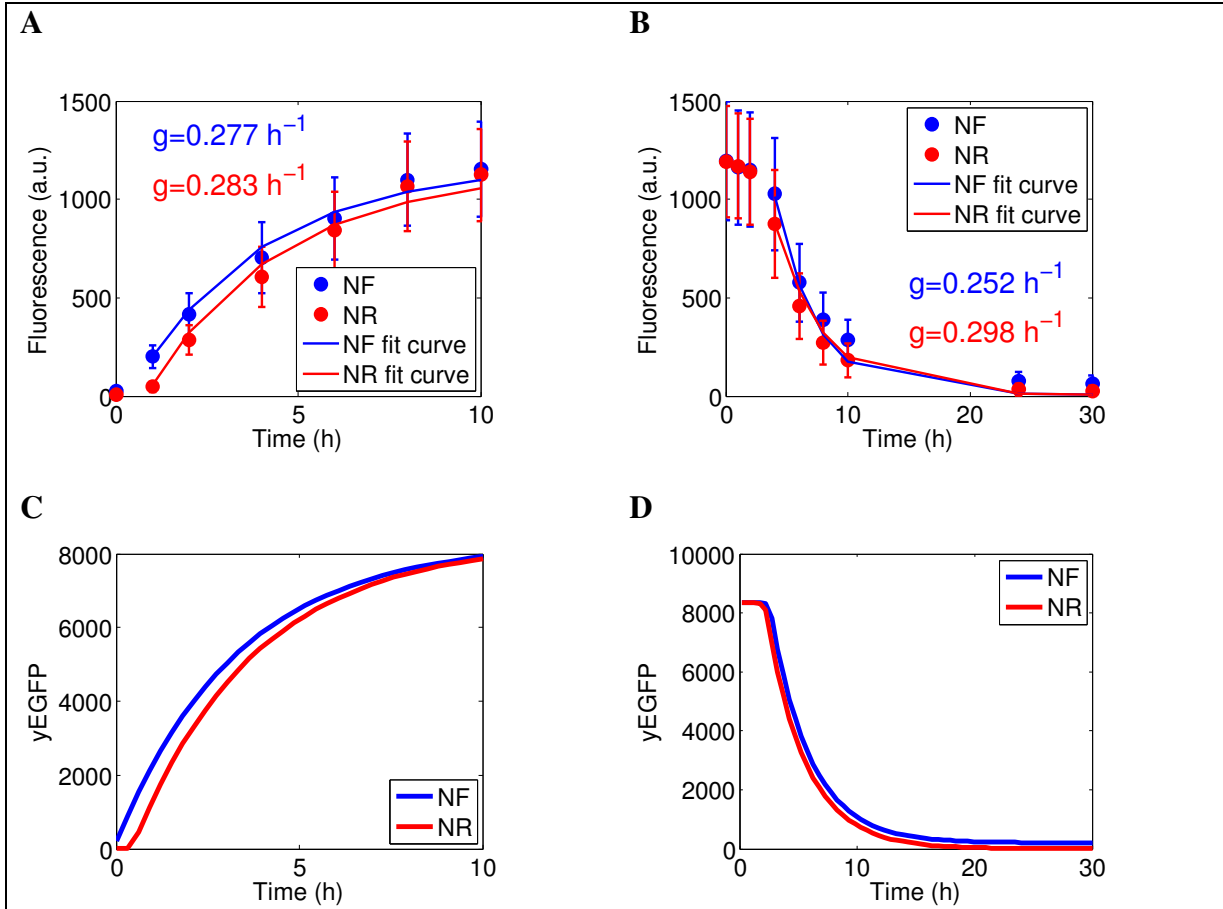 A
1500
1000
500
0
0
5
10
Fluorescence (a.u.)
Time (h)
g=0.277 h⁻¹
g=0.283 h⁻¹
NF
NR
NF fit curve
NR fit curve
B
1500
1000
500
0
0
10
20
30
Fluorescence (a.u.)
Time (h)
NF
NR
NF fit curve
NR fit curve
g=0.252 h⁻¹
g=0.298 h⁻¹
C
8000
6000
4000
2000
0
0
5
10
yEGFP
Time (h)
NF
NR
D
10000
8000
6000
4000
2000
0
0
10
20
30
yEGFP
Time (h)
NF
NR